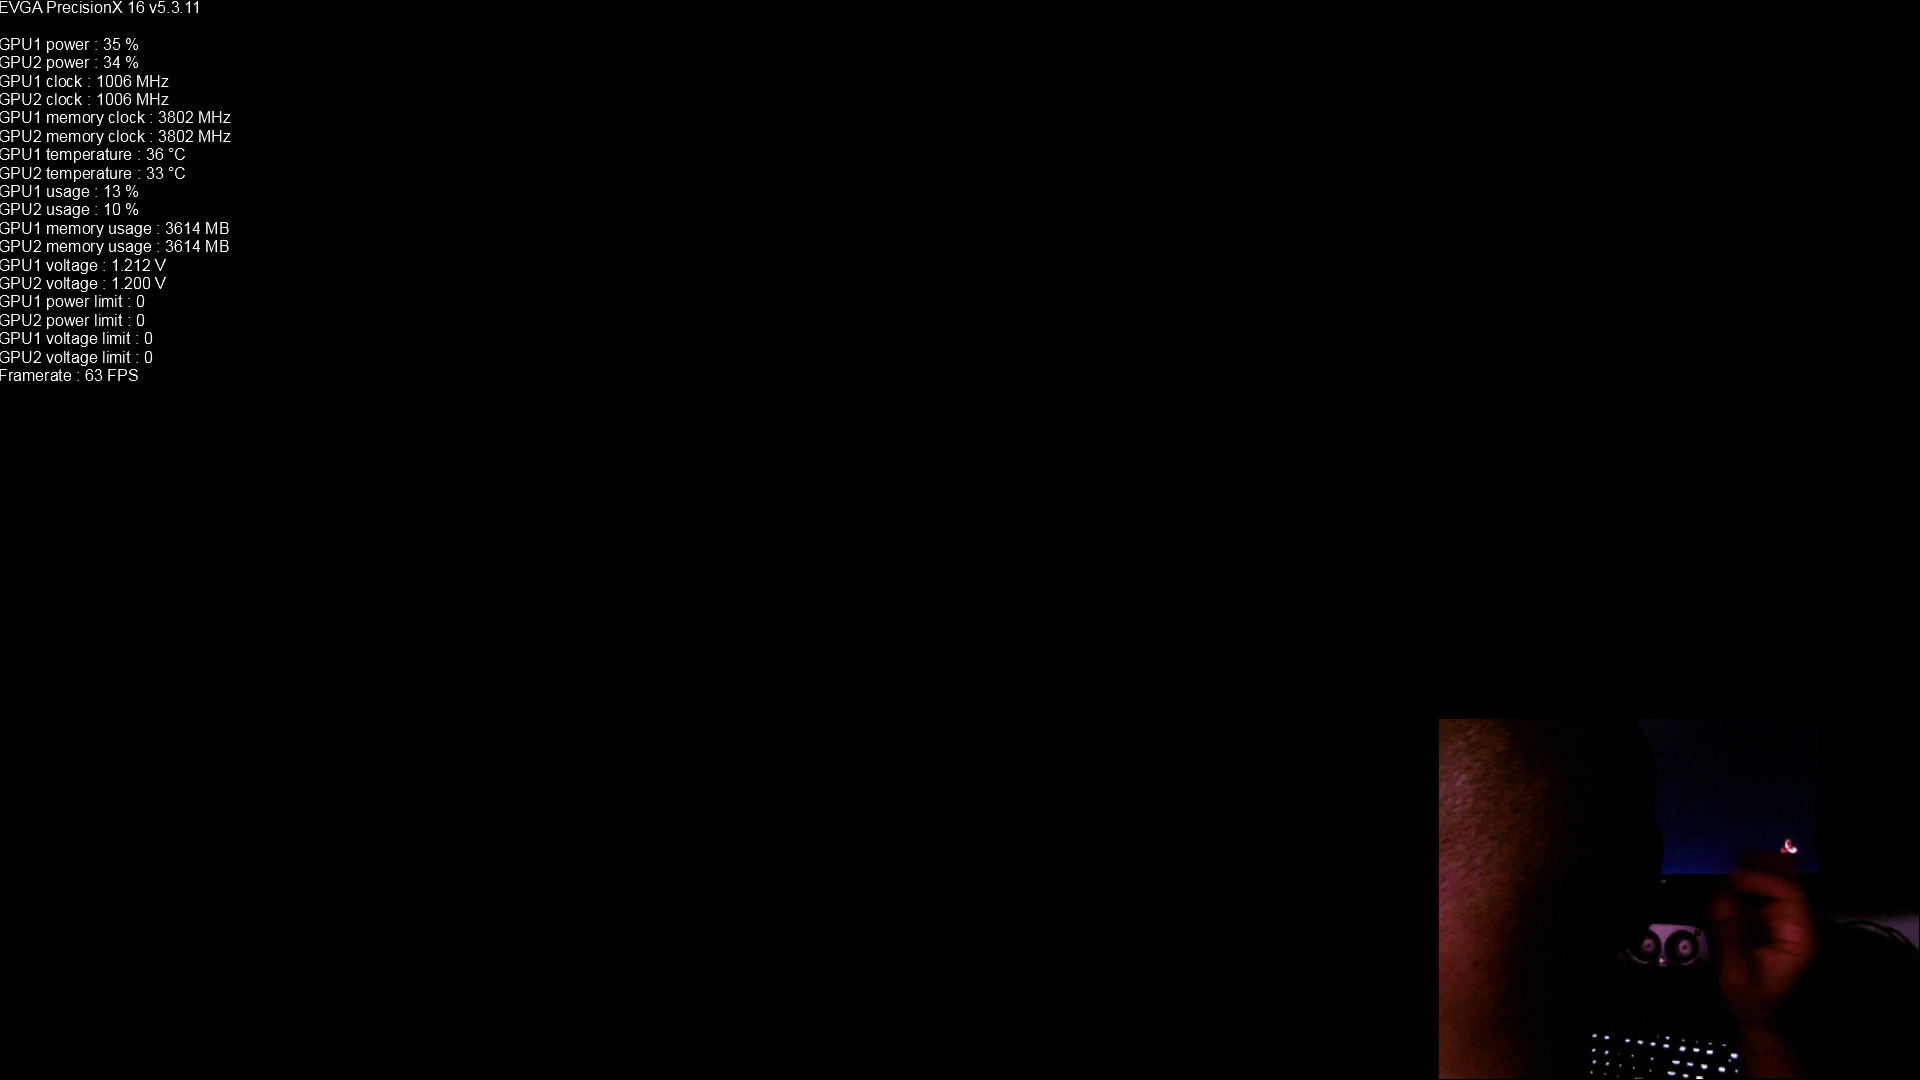 EVGA PrecisionX 16 v5.3.11
GPU1 power : 35 %
GPU2 power : 34 %
GPU1 clock : 1006 MHz
GPU2 clock : 1006 MHz
GPU1 memory clock : 3802 MHz
GPU2 memory clock : 3802 MHz
GPU1 temperature : 36 °C
GPU2 temperature : 33 °C
GPU1 usage : 13 %
GPU2 usage : 10 %
GPU1 memory usage : 3614 MB
GPU2 memory usage : 3614 MB
GPU1 voltage : 1.212 V
GPU2 voltage : 1.200 V
GPU1 power limit : 0
GPU2 power limit : 0
GPU1 voltage limit : 0
GPU2 voltage limit : 0
Framerate : 63 FPS